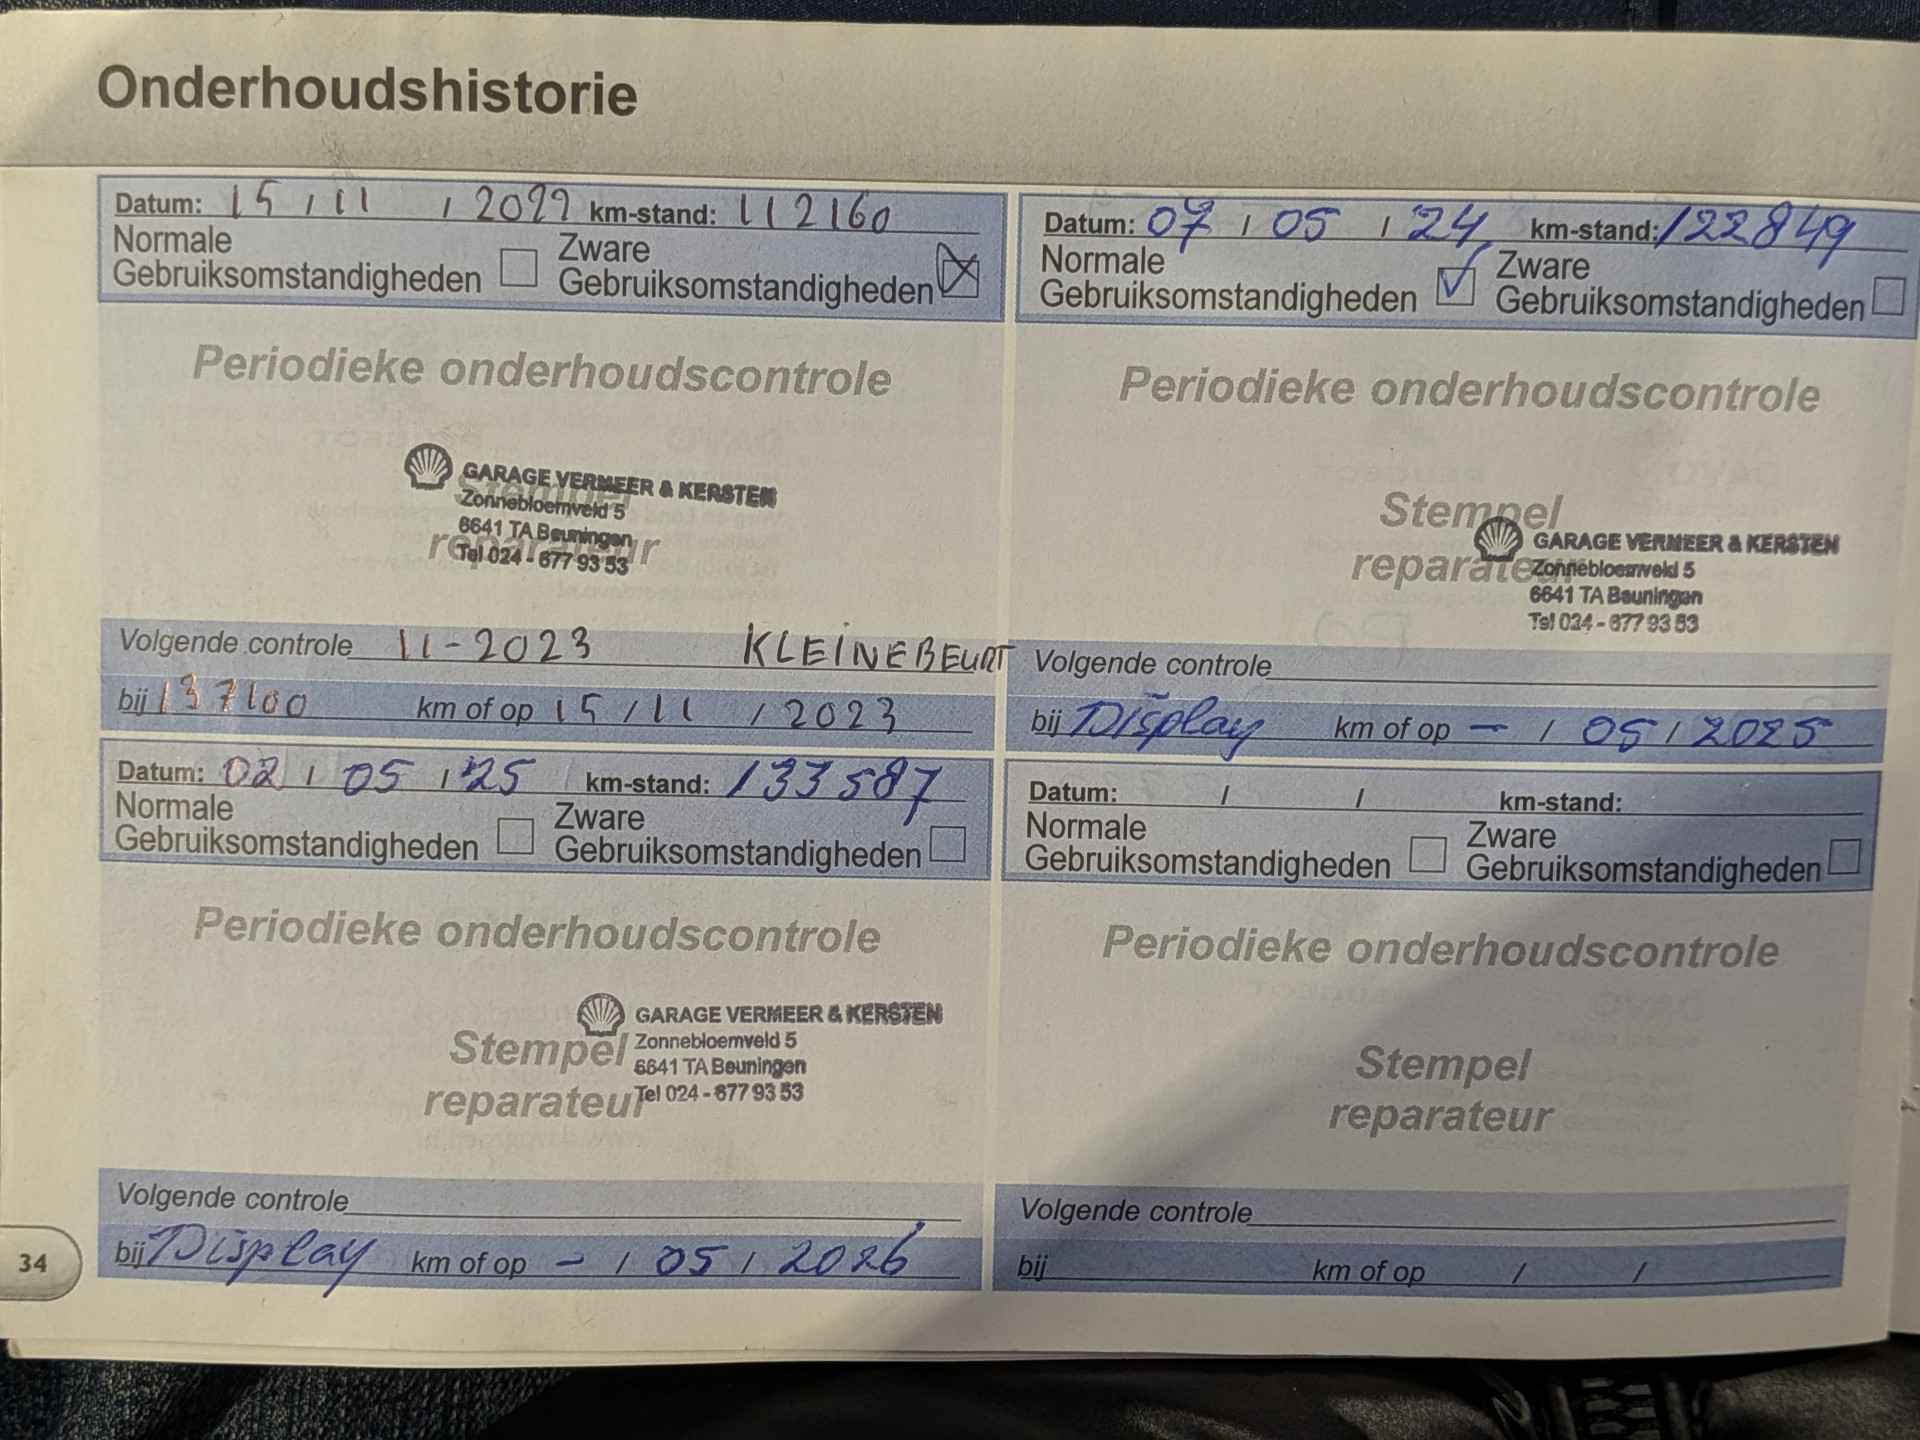 Onderhoudshistorie
Datum: 15 / 11 / 2022 km-stand: 112160
Normale Gebruiksomstandigheden
Zware Gebruiksomstandigheden
Periodieke onderhoudscontrole
Stempel
reparateur
GARAGE VERMEER & KERSTEN
Zonnebloemveld 5
6641 TA Beuningen
Tel 024 - 677 93 53
Volgende controle 11-2023 KLEINEBEURT
bij 137100 km of op 15 / 11 / 2023
Datum: 07 / 05 / 24 km-stand: 122849
Normale Gebruiksomstandigheden
Zware Gebruiksomstandigheden
Periodieke onderhoudscontrole
Stempel
reparateur
GARAGE VERMEER & KERSTEN
Zonnebloemveld 5
6641 TA Beuningen
Tel 024 - 677 93 53
Volgende controle
bij Display km of op - / 05 / 2025
Datum: 02 / 05 / 25 km-stand: 133587
Normale Gebruiksomstandigheden
Zware Gebruiksomstandigheden
Periodieke onderhoudscontrole
Stempel
reparateur
GARAGE VERMEER & KERSTEN
Zonnebloemveld 5
6641 TA Beuningen
Tel 024 - 677 93 53
Volgende controle
bij Display km of op - / 05 / 2026
Datum: / / km-stand:
Normale Gebruiksomstandigheden
Zware Gebruiksomstandigheden
Periodieke onderhoudscontrole
Stempel
reparateur
Volgende controle
bij km of op / /
34